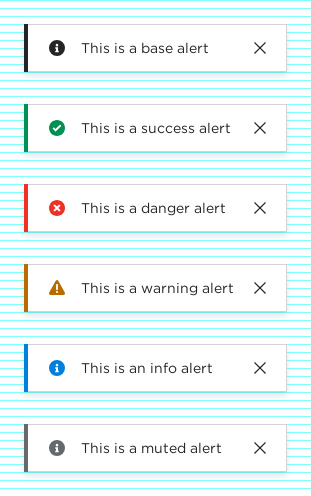 This is a base alert
This is a success alert
This is a danger alert
This is a warning alert
This is an info alert
This is a muted alert